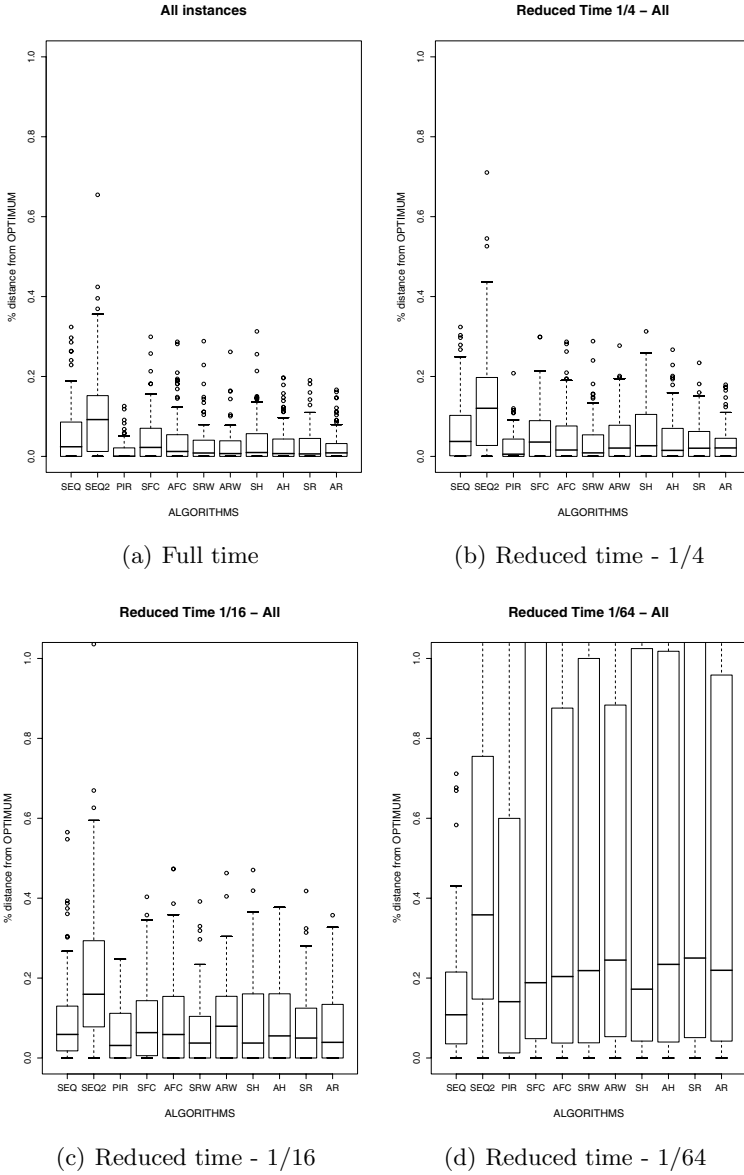 All instances
% distance from OPTIMUM
1.0
0.8
0.6
0.4
0.2
0.0
SEQ SEQ2 PIR SFC AFC SRW ARW SH AH SR AR
ALGORITHMS
(a) Full time
Reduced Time 1/4 − All
% distance from OPTIMUM
1.0
0.8
0.6
0.4
0.2
0.0
SEQ SEQ2 PIR SFC AFC SRW ARW SH AH SR AR
ALGORITHMS
(b) Reduced time - 1/4
Reduced Time 1/16 − All
% distance from OPTIMUM
1.0
0.8
0.6
0.4
0.2
0.0
SEQ SEQ2 PIR SFC AFC SRW ARW SH AH SR AR
ALGORITHMS
(c) Reduced time - 1/16
Reduced Time 1/64 − All
% distance from OPTIMUM
1.0
0.8
0.6
0.4
0.2
0.0
SEQ SEQ2 PIR SFC AFC SRW ARW SH AH SR AR
ALGORITHMS
(d) Reduced time - 1/64